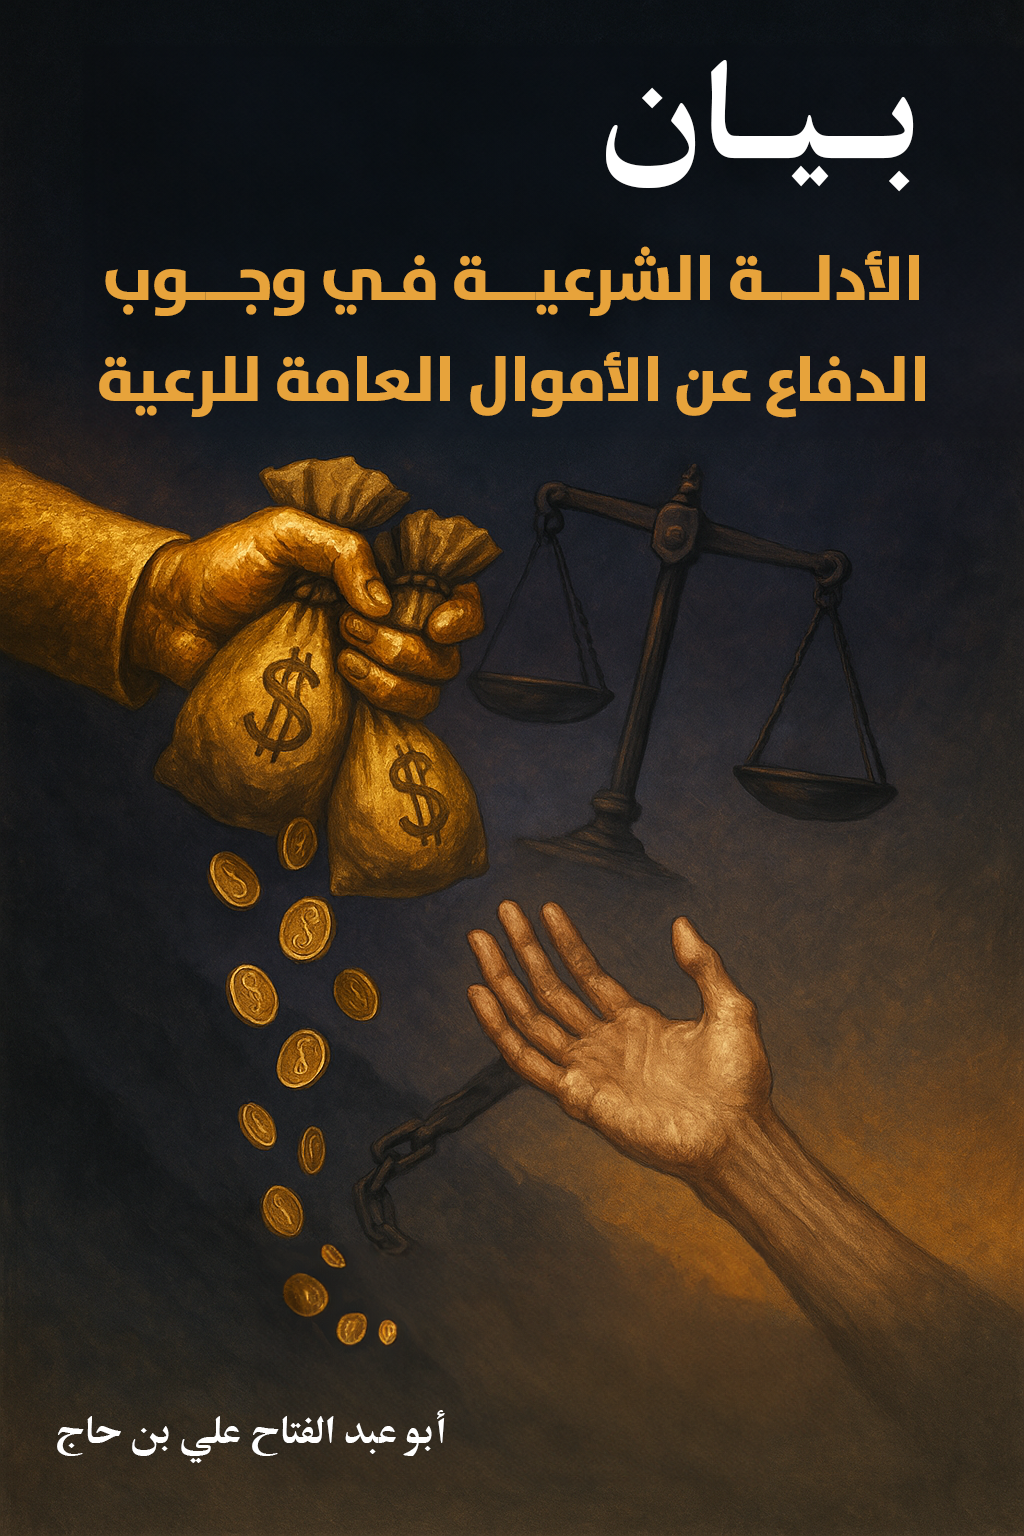 بيان
الأدلة الشرعية في وجوب
الدفاع عن الأموال العامة للرعية
$
$
أبو عبد الفتاح علي بن حاج